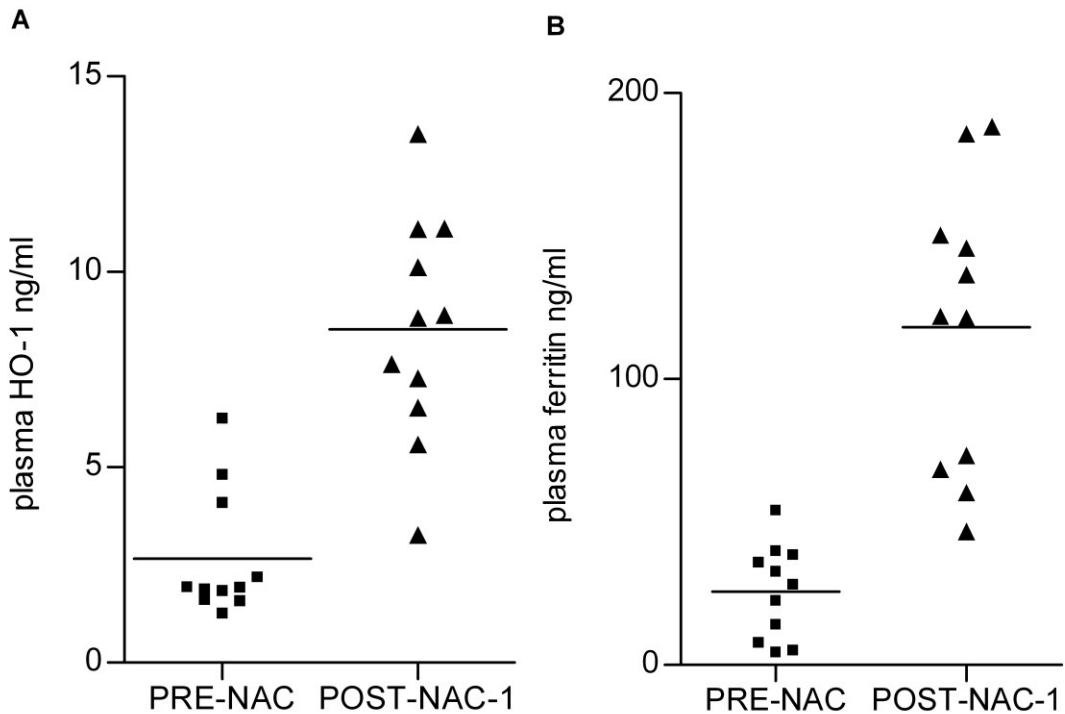 A
15
10
5
0
plasma HO-1 ng/ml
PRE-NAC
POST-NAC-1
B
200
100
0
plasma ferritin ng/ml
PRE-NAC
POST-NAC-1